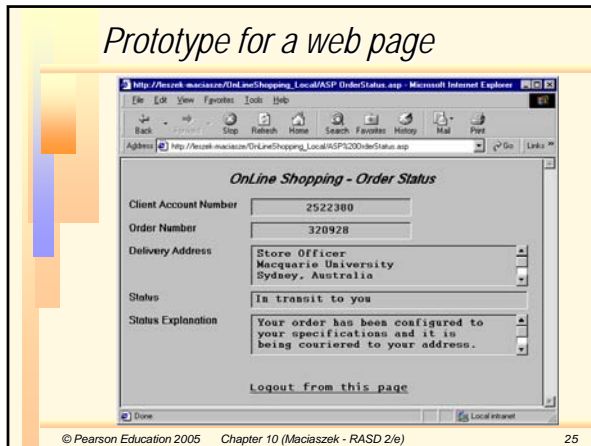 Prototype for a web page
http://leszek-maciasze/OnLineShopping_Local/ASP OrderStatus.asp - Microsoft Internet Explorer
File Edit View Favorites Tools Help
Back Forward Stop Refresh Home Search Favorites History Mail Print
Address http://leszek-maciasze/OnLineShopping_Local/ASP%20OrderStatus.asp Go Links »
OnLine Shopping - Order Status
Client Account Number 2522380
Order Number 320928
Delivery Address Store Officer
Macquarie University
Sydney, Australia
Status In transit to you
Status Explanation Your order has been configured to
your specifications and it is
being couriered to your address.
Logout from this page
Done Local intranet
© Pearson Education 2005 Chapter 10 (Maciaszek - RASD 2/e) 25